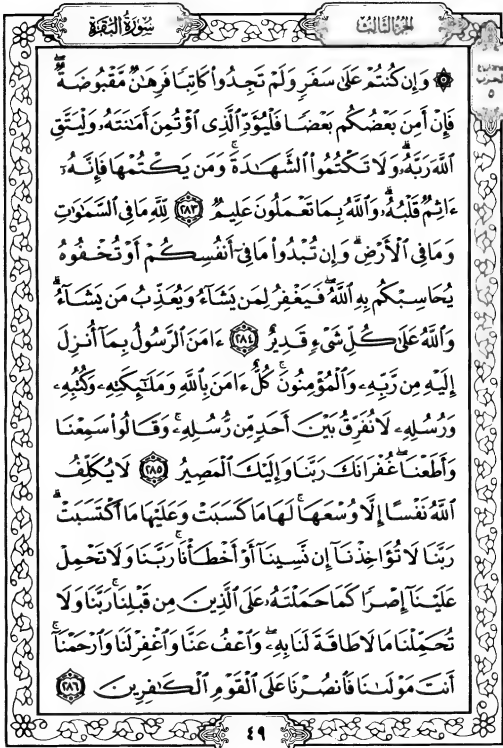 سُورَةُ البَقَرَةِ
الجزء الثالث
۞ وَإِن كُنتُمْ عَلَىٰ سَفَرٍ وَلَمْ تَجِدُوا۟ كَاتِبًا فَرِهَٰنٌ مَّقْبُوضَةٌ ۖ
فَإِنْ أَمِنَ بَعْضُكُم بَعْضًا فَلْيُؤَدِّ ٱلَّذِى ٱؤْتُمِنَ أَمَٰنَتَهُۥ وَلْيَتَّقِ
ٱللَّهَ رَبَّهُۥ ۗ وَلَا تَكْتُمُوا۟ ٱلشَّهَٰدَةَ ۚ وَمَن يَكْتُمْهَا فَإِنَّهُۥٓ
ءَاثِمٌ قَلْبُهُۥ ۗ وَٱللَّهُ بِمَا تَعْمَلُونَ عَلِيمٌ ٢٨٣ لِّلَّهِ مَا فِى ٱلسَّمَٰوَٰتِ
وَمَا فِى ٱلْأَرْضِ ۗ وَإِن تُبْدُوا۟ مَا فِىٓ أَنفُسِكُمْ أَوْ تُخْفُوهُ
يُحَاسِبْكُم بِهِ ٱللَّهُ ۖ فَيَغْفِرُ لِمَن يَشَآءُ وَيُعَذِّبُ مَن يَشَآءُ ۗ
وَٱللَّهُ عَلَىٰ كُلِّ شَىْءٍ قَدِيرٌ ٢٨٤ ءَامَنَ ٱلرَّسُولُ بِمَآ أُنزِلَ
إِلَيْهِ مِن رَّبِّهِۦ وَٱلْمُؤْمِنُونَ ۚ كُلٌّ ءَامَنَ بِٱللَّهِ وَمَلَٰٓئِكَتِهِۦ وَكُتُبِهِۦ
وَرُسُلِهِۦ لَا نُفَرِّقُ بَيْنَ أَحَدٍ مِّن رُّسُلِهِۦ ۚ وَقَالُوا۟ سَمِعْنَا
وَأَطَعْنَا ۖ غُفْرَانَكَ رَبَّنَا وَإِلَيْكَ ٱلْمَصِيرُ ٢٨٥ لَا يُكَلِّفُ
ٱللَّهُ نَفْسًا إِلَّا وُسْعَهَا ۚ لَهَا مَا كَسَبَتْ وَعَلَيْهَا مَا ٱكْتَسَبَتْ ۗ
رَبَّنَا لَا تُؤَاخِذْنَآ إِن نَّسِينَآ أَوْ أَخْطَأْنَا ۚ رَبَّنَا وَلَا تَحْمِلْ
عَلَيْنَآ إِصْرًا كَمَا حَمَلْتَهُۥ عَلَى ٱلَّذِينَ مِن قَبْلِنَا ۚ رَبَّنَا وَلَا
تُحَمِّلْنَا مَا لَا طَاقَةَ لَنَا بِهِۦ ۖ وَٱعْفُ عَنَّا وَٱغْفِرْ لَنَا وَٱرْحَمْنَآ ۚ
أَنتَ مَوْلَىٰنَا فَٱنصُرْنَا عَلَى ٱلْقَوْمِ ٱلْكَٰفِرِينَ ٢٨٦
٤٩